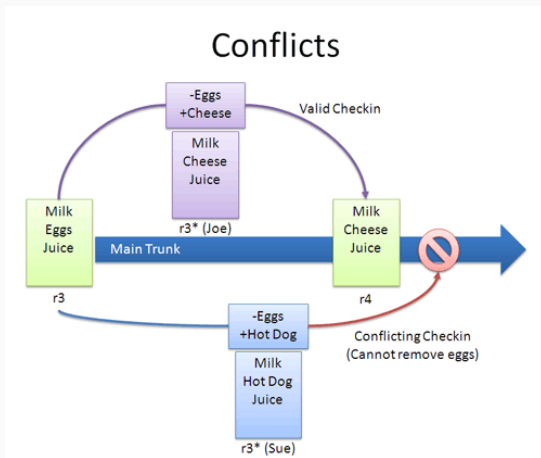 Conflicts
-Eggs
+Cheese
Valid Checkin
Milk
Cheese
Juice
r3* (Joe)
Milk
Eggs
Juice
r3
Main Trunk
Milk
Cheese
Juice
r4
-Eggs
+Hot Dog
Conflicting Checkin
(Cannot remove eggs)
Milk
Hot Dog
Juice
r3* (Sue)